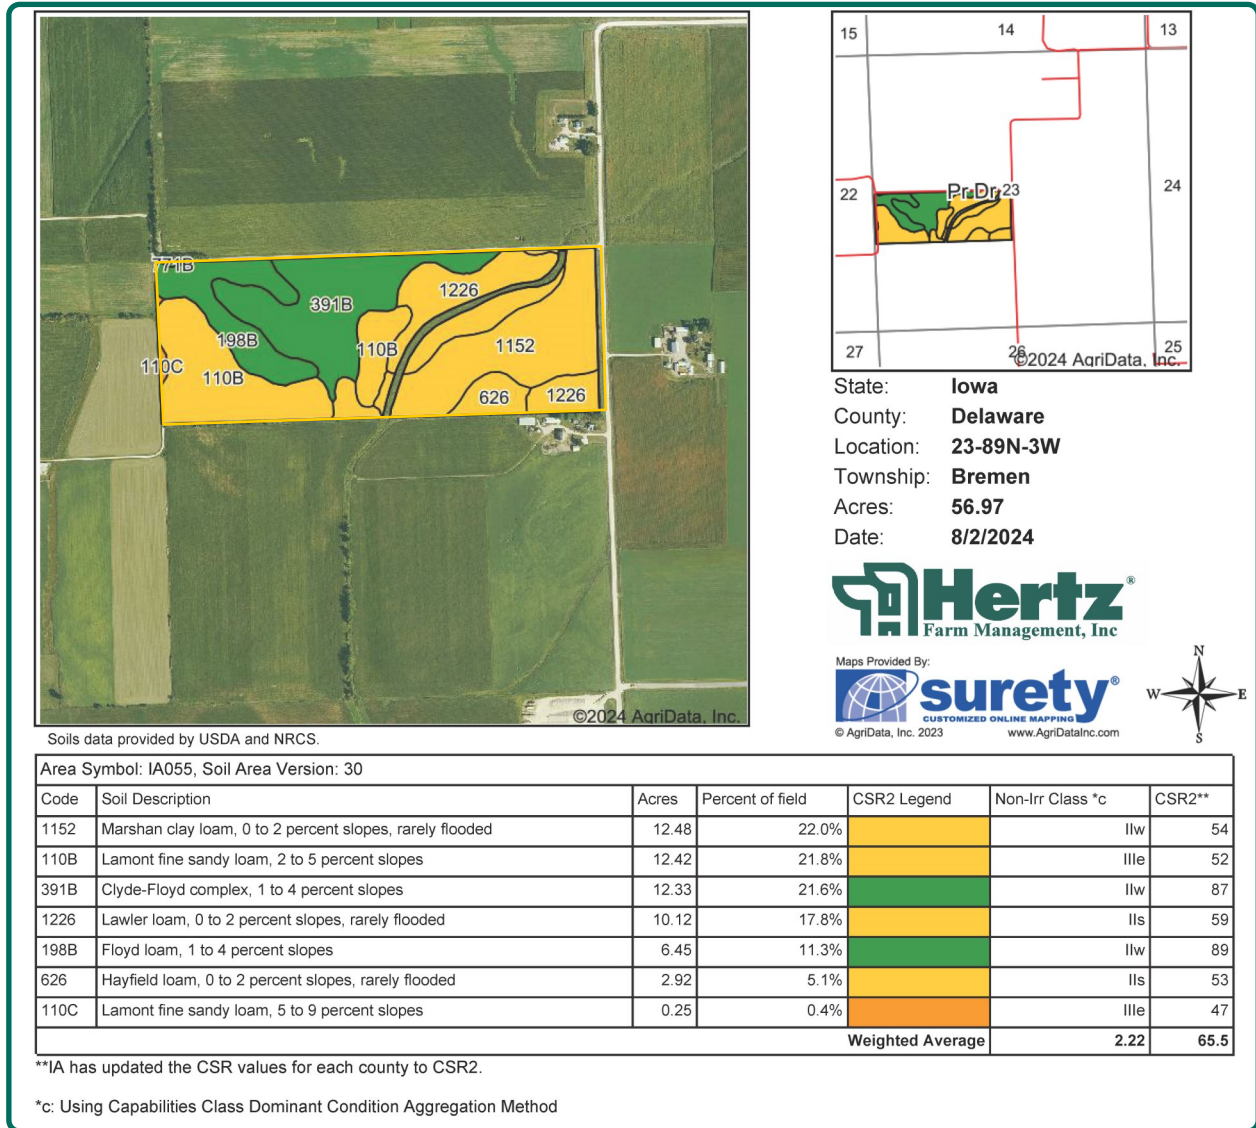 771B
391B
1226
198B
110B
1152
110C
110B
626
1226
©2024 AgriData, Inc.
15
14
13
22
Pr Dr 23
24
27
26
25
©2024 AgriData, Inc.
State: Iowa
County: Delaware
Location: 23-89N-3W
Township: Bremen
Acres: 56.97
Date: 8/2/2024
Hertz®
Farm Management, Inc
Maps Provided By:
surety®
CUSTOMIZED ONLINE MAPPING
© AgriData, Inc. 2023 www.AgriDataInc.com
N
W E
S
Soils data provided by USDA and NRCS.
Area Symbol: IA055, Soil Area Version: 30
Code Soil Description Acres Percent of field CSR2 Legend Non-Irr Class *c CSR2**
1152 Marshan clay loam, 0 to 2 percent slopes, rarely flooded 12.48 22.0% IIw 54
110B Lamont fine sandy loam, 2 to 5 percent slopes 12.42 21.8% IIIe 52
391B Clyde-Floyd complex, 1 to 4 percent slopes 12.33 21.6% IIw 87
1226 Lawler loam, 0 to 2 percent slopes, rarely flooded 10.12 17.8% IIs 59
198B Floyd loam, 1 to 4 percent slopes 6.45 11.3% IIw 89
626 Hayfield loam, 0 to 2 percent slopes, rarely flooded 2.92 5.1% IIs 53
110C Lamont fine sandy loam, 5 to 9 percent slopes 0.25 0.4% IIIe 47
Weighted Average 2.22 65.5
**IA has updated the CSR values for each county to CSR2.
*c: Using Capabilities Class Dominant Condition Aggregation Method